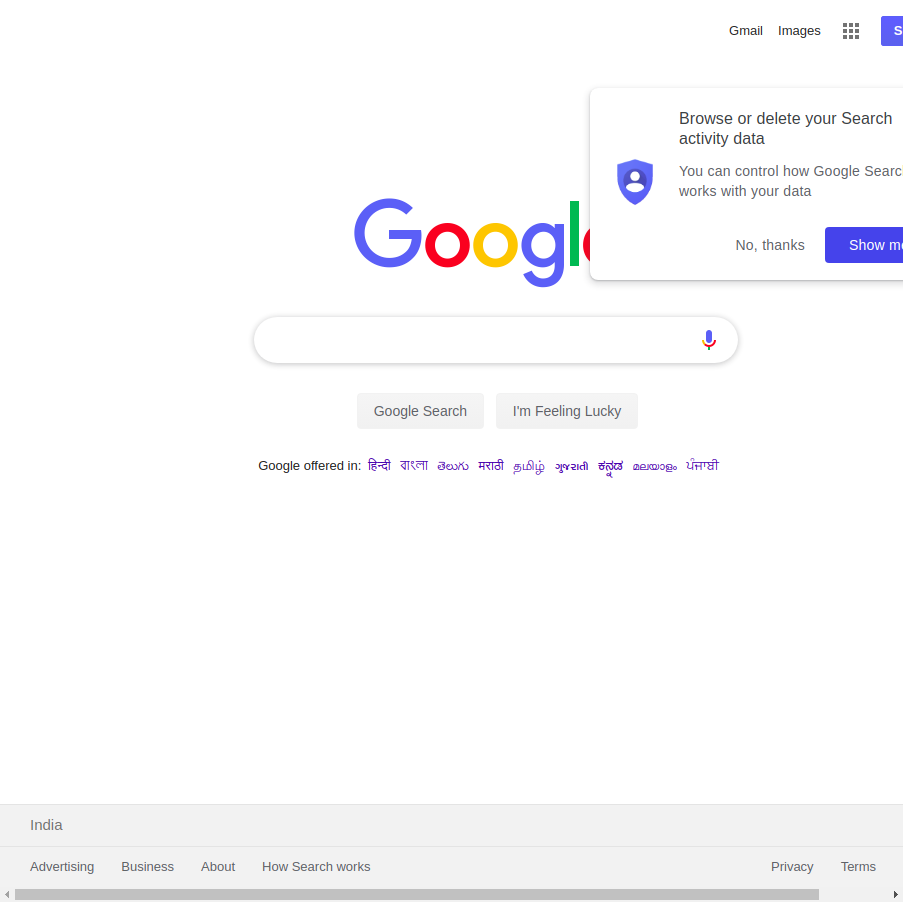 Gmail Images
Browse or delete your Search
activity data
You can control how Google Searc
works with your data
No, thanks Show me
Google Search I'm Feeling Lucky
Google offered in: हिन्दी বাংলা తెలుగు मराठी தமிழ் ગુજરાતી ಕನ್ನಡ മലയാളം ਪੰਜਾਬੀ
India
Advertising Business About How Search works Privacy Terms